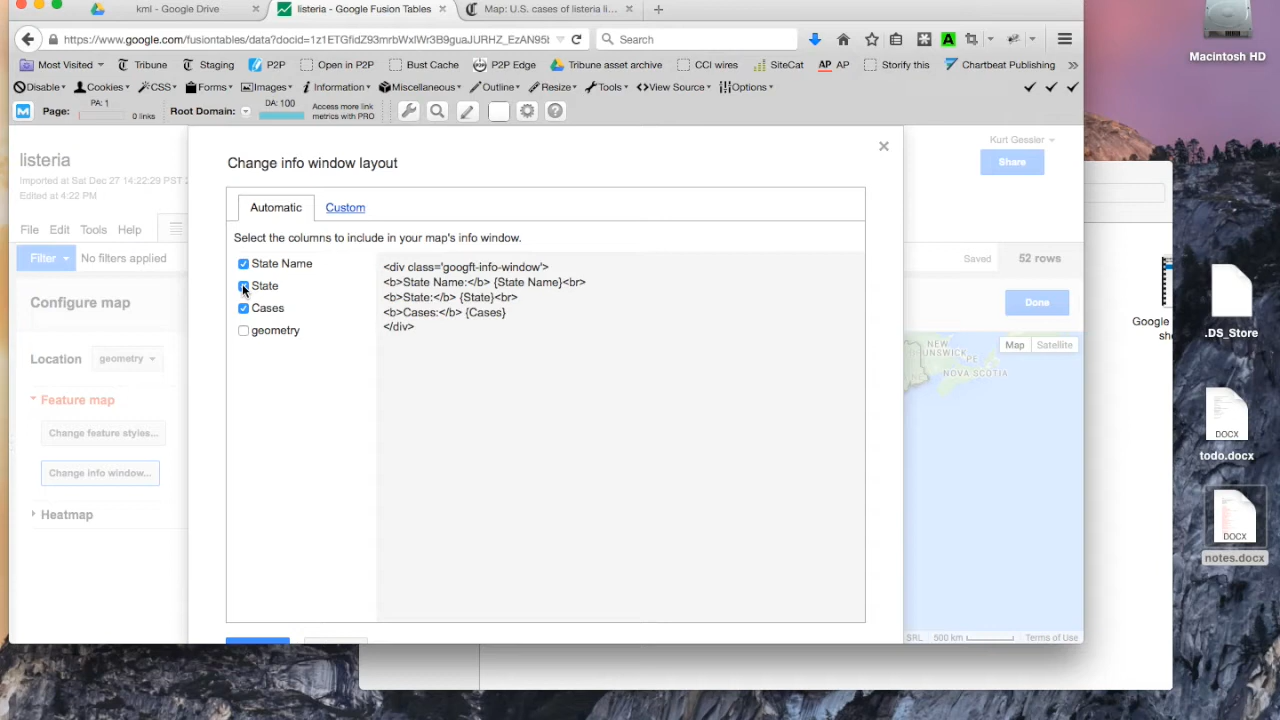 kml - Google Drive
listeria - Google Fusion Tables
Map: U.S. cases of listeria li...
https://www.google.com/fusiontables/data?docid=1z1ETGfidZ93mrbWxlWr3B9guaJURHZ_EzAN95t
Search
Most Visited
Tribune
Staging
P2P
Open in P2P
Bust Cache
P2P Edge
Tribune asset archive
CCI wires
SiteCat
AP AP
Storify this
Chartbeat Publishing
Disable
Cookies
CSS
Forms
Images
Information
Miscellaneous
Outline
Resize
Tools
View Source
Options
Page:
PA: 1
0 links
Root Domain:
DA: 100
Access more link metrics with PRO
Macintosh HD
listeria
Imported at Sat Dec 27 14:22:29 PST 2
Edited at 4:22 PM
Kurt Gessler
Share
File Edit Tools Help
Filter
No filters applied
Saved
52 rows
Configure map
Done
Location
geometry
Feature map
Change feature styles...
Change info window...
Heatmap
Change info window layout
Automatic
Custom
Select the columns to include in your map's info window.
State Name
State
Cases
geometry
<div class='googft-info-window'>
<b>State Name:</b> {State Name}<br>
<b>State:</b> {State}<br>
<b>Cases:</b> {Cases}
</div>
NEW
PE
NOVA SCOTIA
Map
Satellite
SRL
500 km
Terms of Use
Google
.DS_Store
DOCX
todo.docx
DOCX
notes.docx